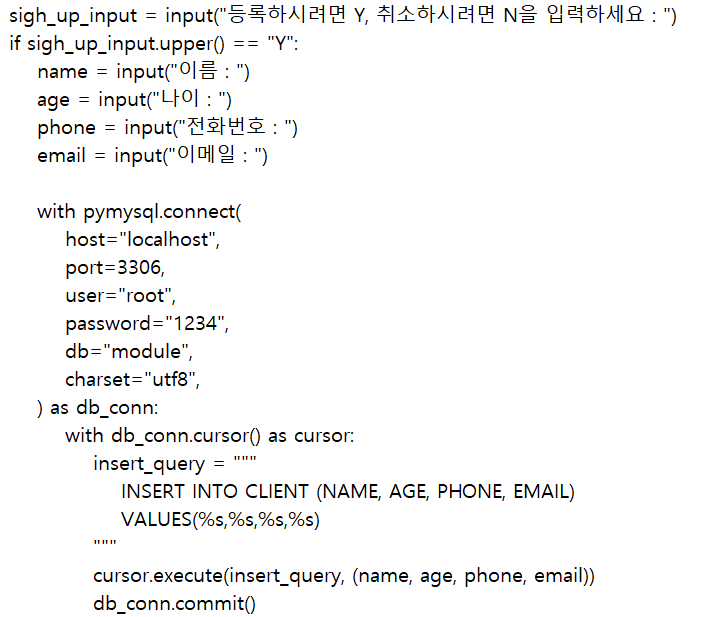 sigh_up_input = input("등록하시려면 Y, 취소하시려면 N을 입력하세요 : ")
if sigh_up_input.upper() == "Y":
    name = input("이름 : ")
    age = input("나이 : ")
    phone = input("전화번호 : ")
    email = input("이메일 : ")

    with pymysql.connect(
        host="localhost",
        port=3306,
        user="root",
        password="1234",
        db="module",
        charset="utf8",
    ) as db_conn:
        with db_conn.cursor() as cursor:
            insert_query = """
                INSERT INTO CLIENT (NAME, AGE, PHONE, EMAIL)
                VALUES(%s,%s,%s,%s)
            """
            cursor.execute(insert_query, (name, age, phone, email))
            db_conn.commit()